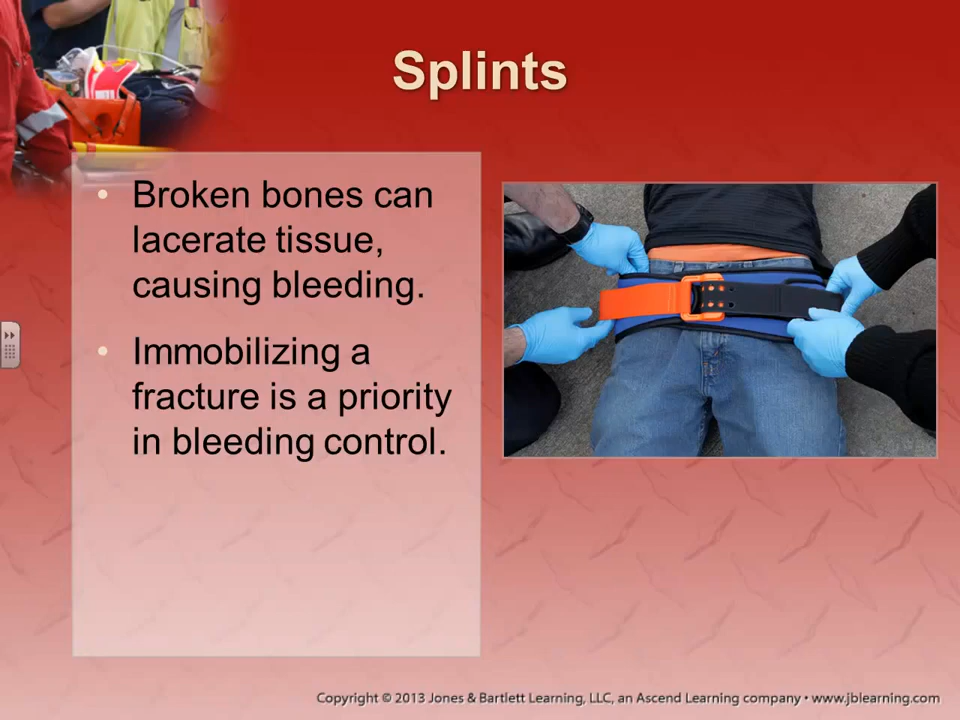 Splints
• Broken bones can
lacerate tissue,
causing bleeding.
• Immobilizing a
fracture is a priority
in bleeding control.
Copyright © 2013 Jones & Bartlett Learning, LLC, an Ascend Learning company • www.jblearning.com